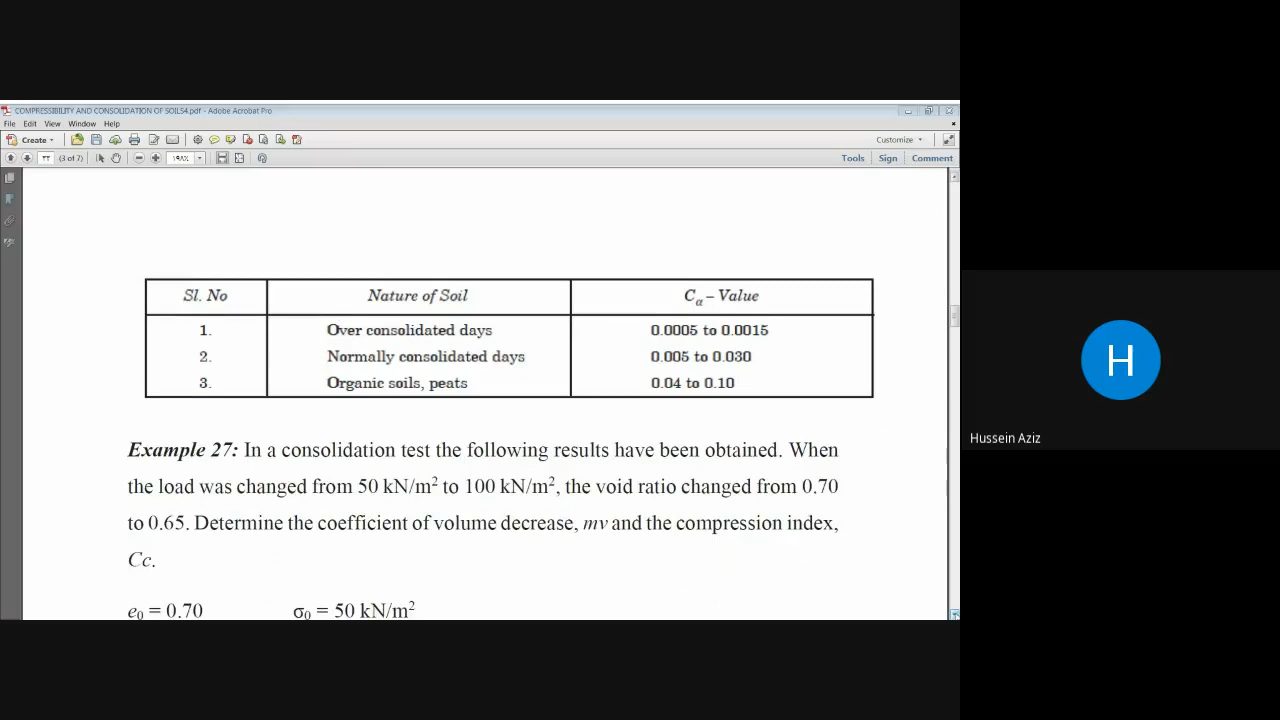 COMPRESSIBILITY AND CONSOLIDATION OF SOILS4.pdf - Adobe Acrobat Pro
File Edit View Window Help
Create Customize
٣٣ (3 of 7) ١٩٨٪ Tools Sign Comment
Sl. No Nature of Soil Cα – Value
1. Over consolidated days 0.0005 to 0.0015
2. Normally consolidated days 0.005 to 0.030
3. Organic soils, peats 0.04 to 0.10
Example 27: In a consolidation test the following results have been obtained. When
the load was changed from 50 kN/m² to 100 kN/m², the void ratio changed from 0.70
to 0.65. Determine the coefficient of volume decrease, mv and the compression index,
Cc.
e₀ = 0.70 σ₀ = 50 kN/m²
H
Hussein Aziz